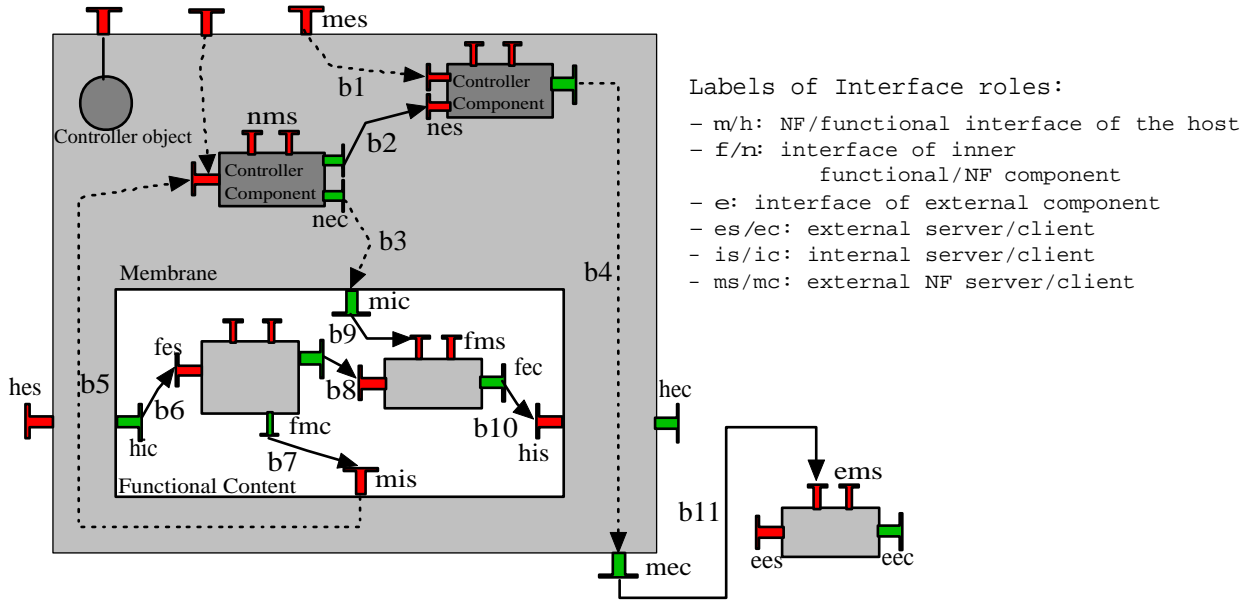 mes
b1
Controller
Component
nes
Controller object
nms
b2
Controller
Component
nec
b3
b4
Membrane
mic
b9
fms
fes
b8
fec
hes
b5
b6
hic
fmc
b7
mis
b10
his
hec
Functional Content
mec
b11
ems
ees
eec
Labels of Interface roles:
– m/h: NF/functional interface of the host
– f/n: interface of inner
functional/NF component
– e: interface of external component
– es/ec: external server/client
- is/ic: internal server/client
- ms/mc: external NF server/client